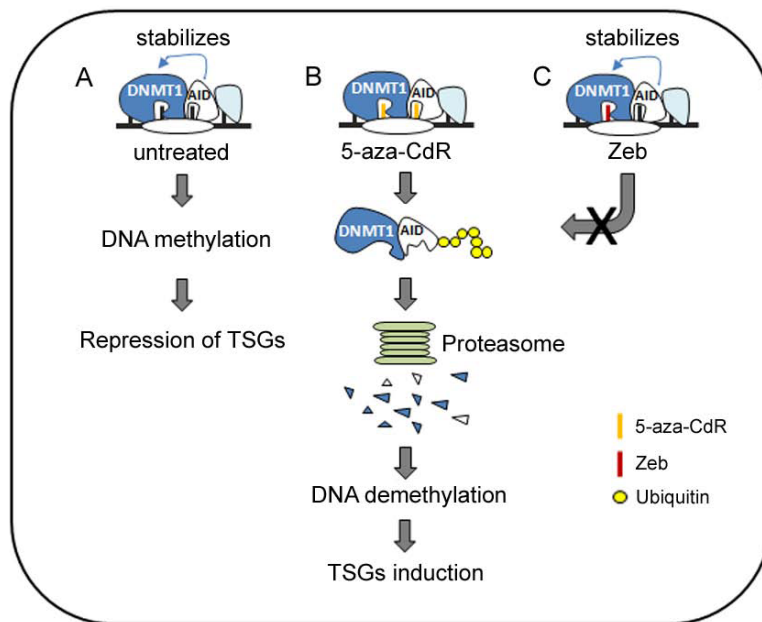 A
stabilizes
DNMT1
AID
untreated
DNA methylation
Repression of TSGs
B
DNMT1
AID
5-aza-CdR
DNMT1
AID
Proteasome
DNA demethylation
TSGs induction
C
stabilizes
DNMT1
AID
Zeb
X
5-aza-CdR
Zeb
Ubiquitin